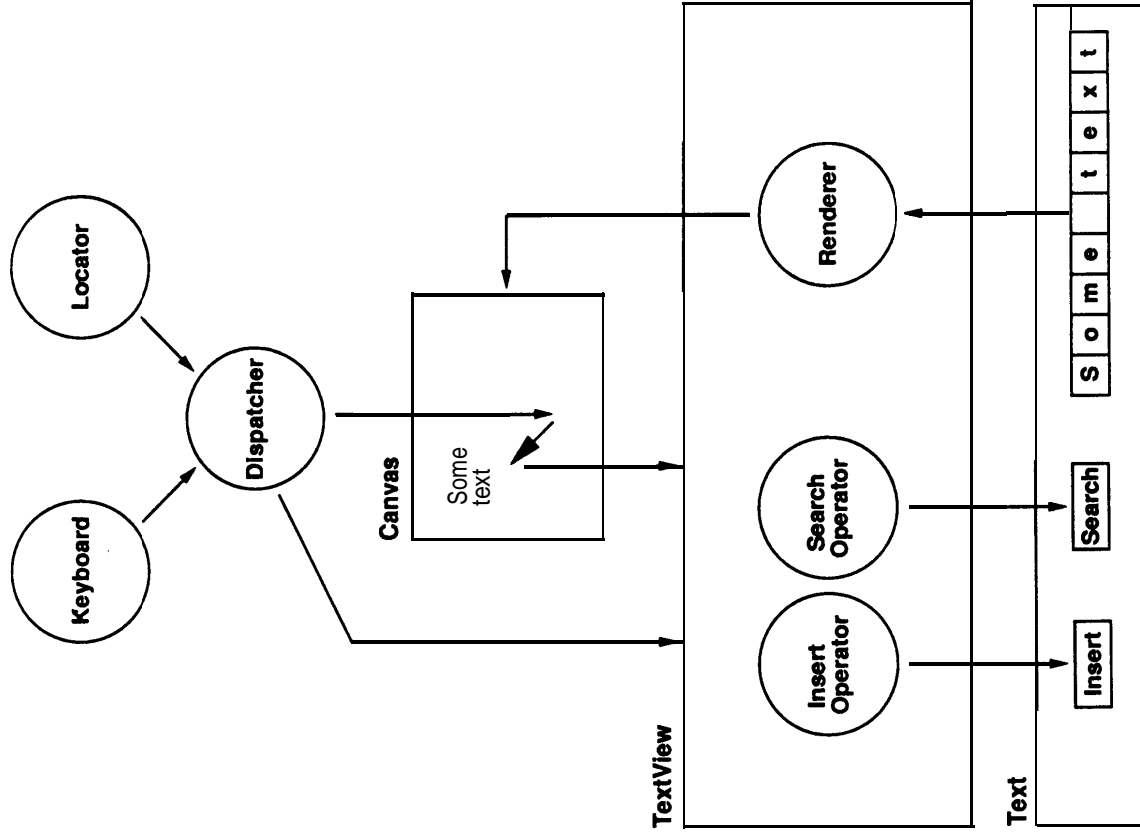 Keyboard
Locator
Dispatcher
Canvas
Some
text
TextView
Insert
Operator
Search
Operator
Renderer
Text
Insert
Search
S o m e t e x t